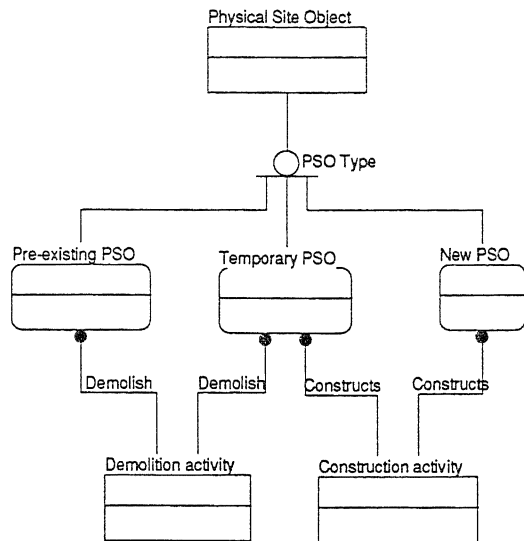 Physical Site Object
PSO Type
Pre-existing PSO
Temporary PSO
New PSO
Demolish
Demolish
Constructs
Constructs
Demolition activity
Construction activity